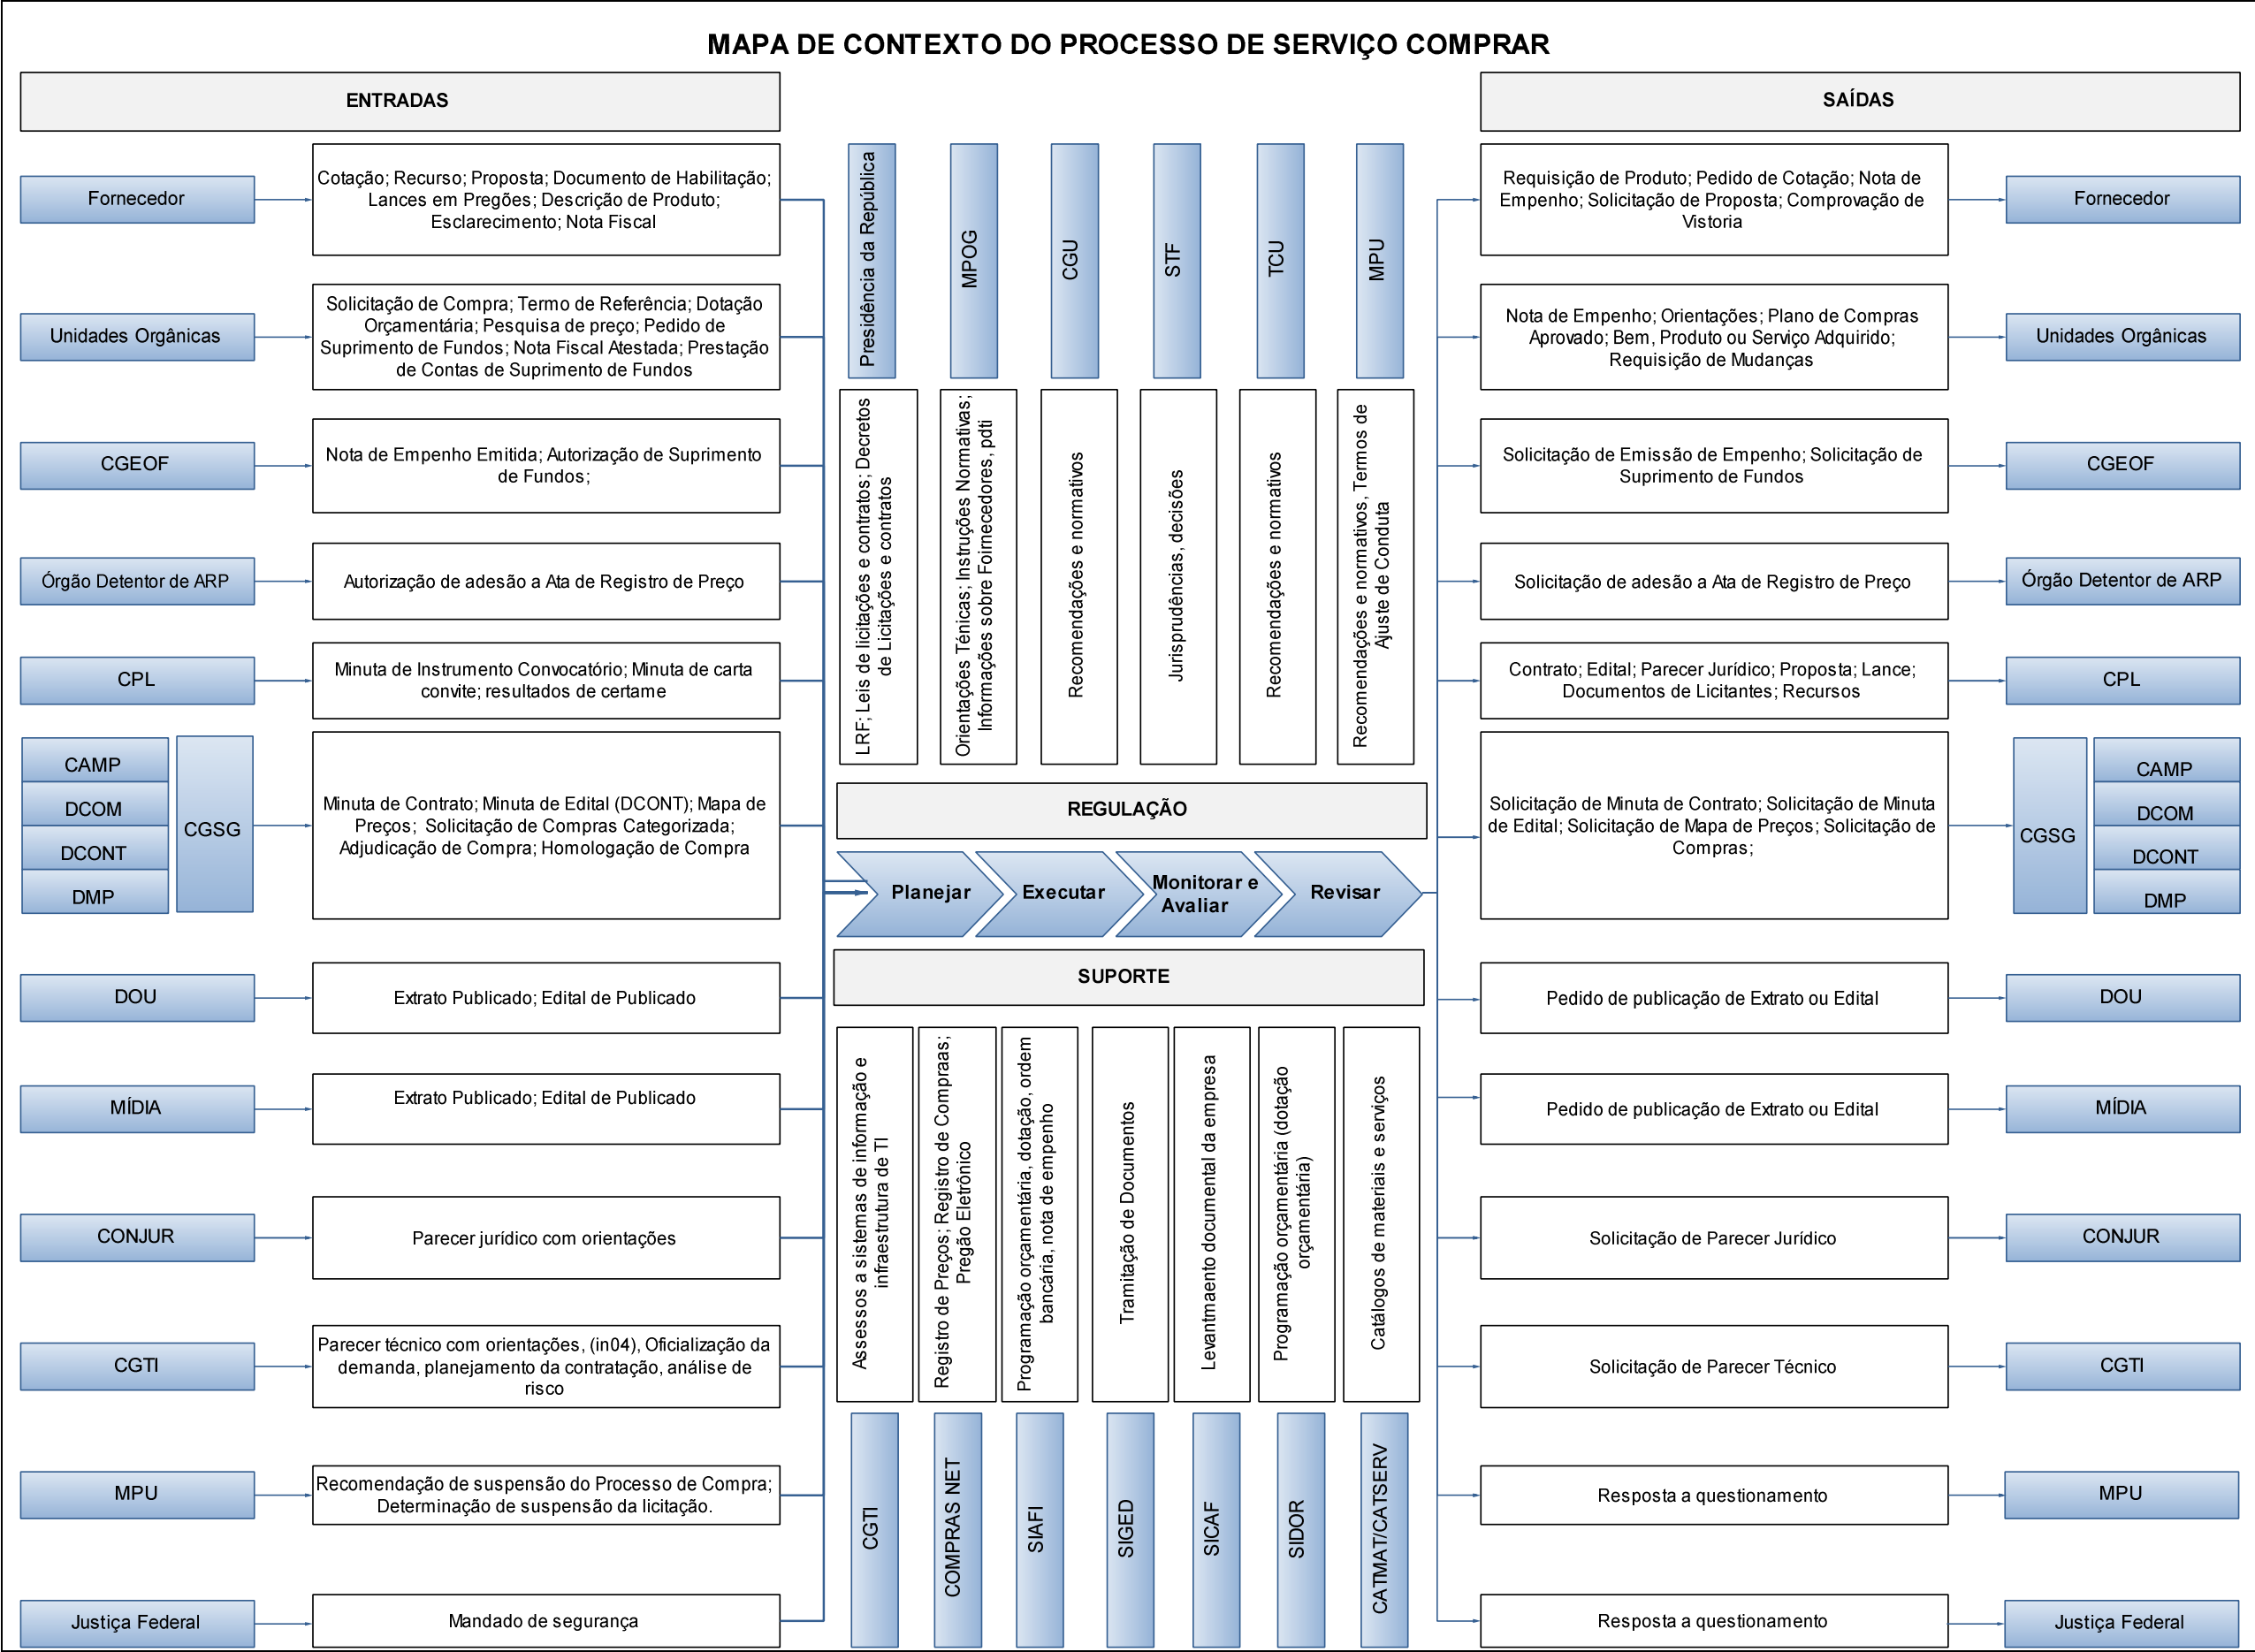 MAPA DE CONTEXTO DO PROCESSO DE SERVIÇO COMPRAR
ENTRADAS
Fornecedor
Cotação; Recurso; Proposta; Documento de Habilitação;
Lances em Pregões; Descrição de Produto;
Esclarecimento; Nota Fiscal
Unidades Orgânicas
Solicitação de Compra; Termo de Referência; Dotação
Orçamentária; Pesquisa de preço; Pedido de
Suprimento de Fundos; Nota Fiscal Atestada; Prestação
de Contas de Suprimento de Fundos
CGEOF
Nota de Empenho Emitida; Autorização de Suprimento
de Fundos;
Órgão Detentor de ARP
Autorização de adesão a Ata de Registro de Preço
CPL
Minuta de Instrumento Convocatório; Minuta de carta
convite; resultados de certame
CAMP
DCOM
DCONT
DMP
CGSG
Minuta de Contrato; Minuta de Edital (DCONT); Mapa de
Preços; Solicitação de Compras Categorizada;
Adjudicação de Compra; Homologação de Compra
DOU
Extrato Publicado; Edital de Publicado
MÍDIA
Extrato Publicado; Edital de Publicado
CONJUR
Parecer jurídico com orientações
CGTI
Parecer técnico com orientações, (in04), Oficialização da
demanda, planejamento da contratação, análise de
risco
MPU
Recomendação de suspensão do Processo de Compra;
Determinação de suspensão da licitação.
Justiça Federal
Mandado de segurança
Presidência da República
MPOG
CGU
STF
TCU
MPU
LRF; Leis de licitações e contratos; Decretos
de Licitações e contratos
Orientações Ténicas; Instruções Normativas;
Informações sobre Foirnecedores, pdti
Recomendações e normativos
Jurisprudências, decisões
Recomendações e normativos
Recomendações e normativos, Termos de
Ajuste de Conduta
REGULAÇÃO
Planejar
Executar
Monitorar e
Avaliar
Revisar
SUPORTE
Assessos a sistemas de informação e
infraestrutura de TI
Registro de Preços; Registro de Compraas;
Pregão Eletrônico
Programação orçamentária, dotação, ordem
bancária, nota de empenho
Tramitação de Documentos
Levantmaento documental da empresa
Programação orçamentária (dotação
orçamentária)
Catálogos de materiais e serviços
CGTI
COMPRAS NET
SIAFI
SIGED
SICAF
SIDOR
CATMAT/CATSERV
SAÍDAS
Requisição de Produto; Pedido de Cotação; Nota de
Empenho; Solicitação de Proposta; Comprovação de
Vistoria
Fornecedor
Nota de Empenho; Orientações; Plano de Compras
Aprovado; Bem, Produto ou Serviço Adquirido;
Requisição de Mudanças
Unidades Orgânicas
Solicitação de Emissão de Empenho; Solicitação de
Suprimento de Fundos
CGEOF
Solicitação de adesão a Ata de Registro de Preço
Órgão Detentor de ARP
Contrato; Edital; Parecer Jurídico; Proposta; Lance;
Documentos de Licitantes; Recursos
CPL
Solicitação de Minuta de Contrato; Solicitação de Minuta
de Edital; Solicitação de Mapa de Preços; Solicitação de
Compras;
CGSG
CAMP
DCOM
DCONT
DMP
Pedido de publicação de Extrato ou Edital
DOU
Pedido de publicação de Extrato ou Edital
MÍDIA
Solicitação de Parecer Jurídico
CONJUR
Solicitação de Parecer Técnico
CGTI
Resposta a questionamento
MPU
Resposta a questionamento
Justiça Federal